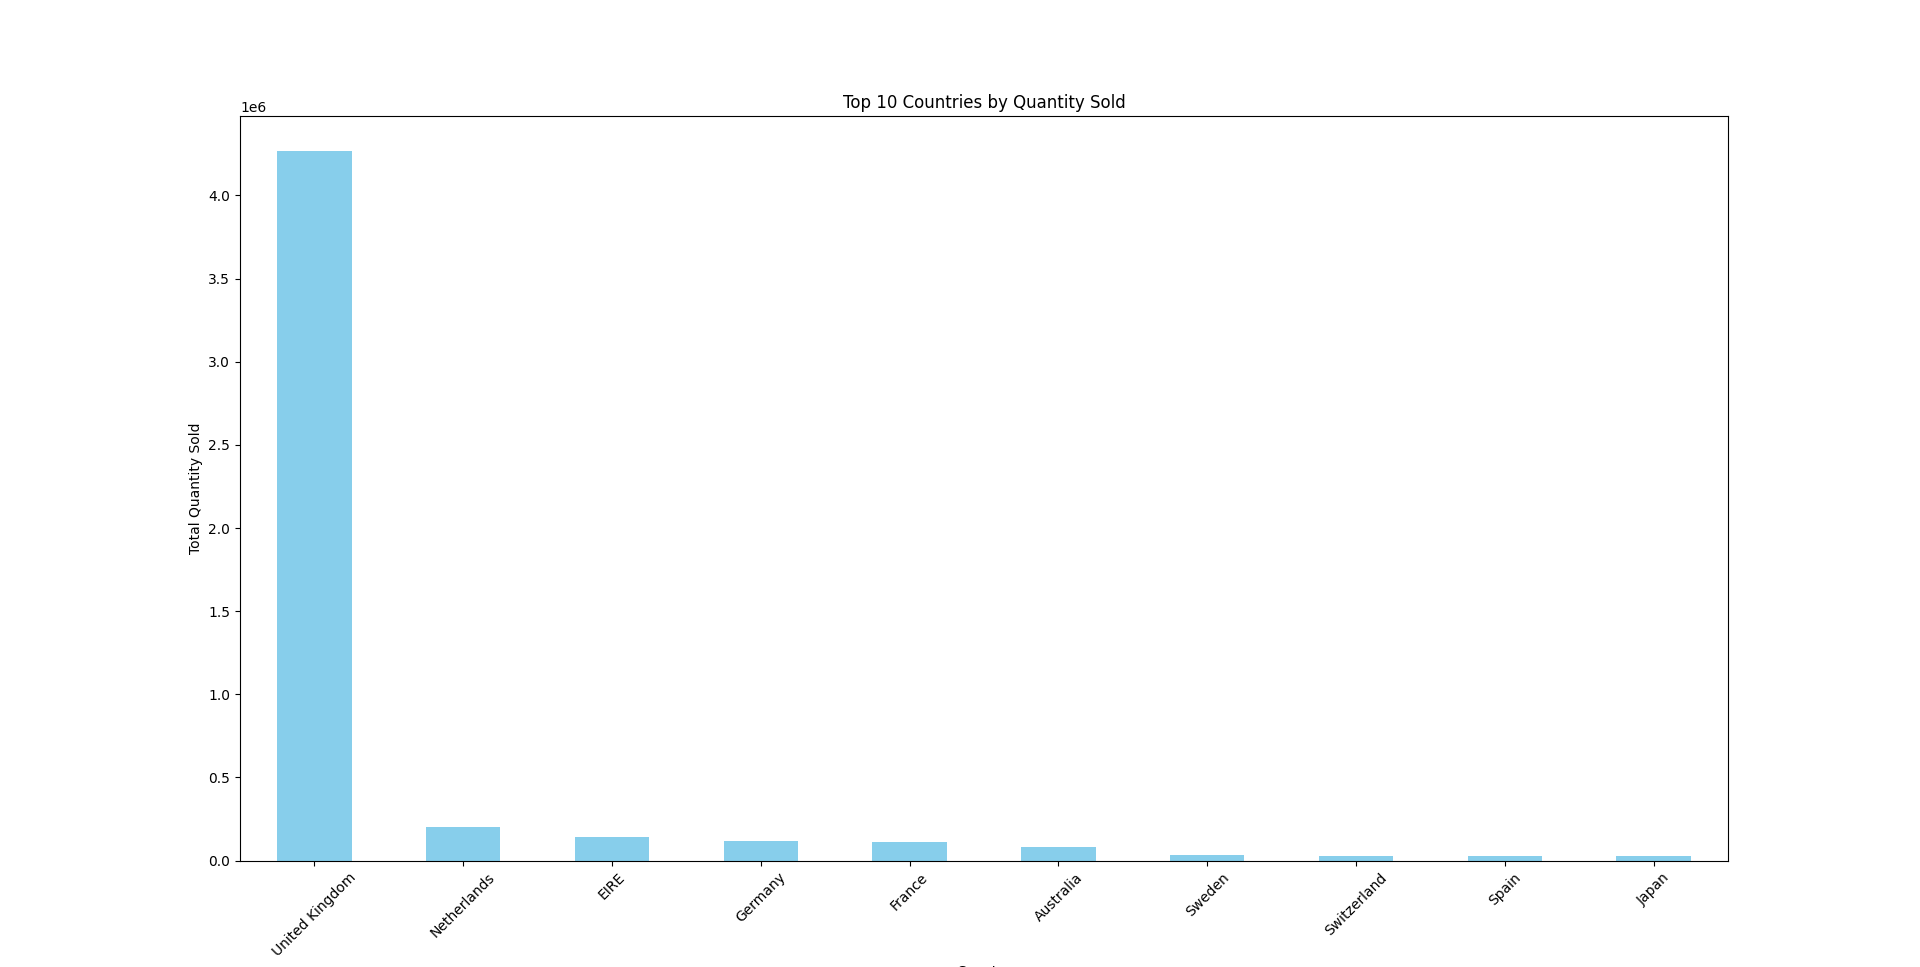 Top 10 Countries by Quantity Sold
1e6
4.0
3.5
3.0
2.5
2.0
1.5
1.0
0.5
0.0
Total Quantity Sold
United Kingdom
Netherlands
EIRE
Germany
France
Australia
Sweden
Switzerland
Spain
Japan